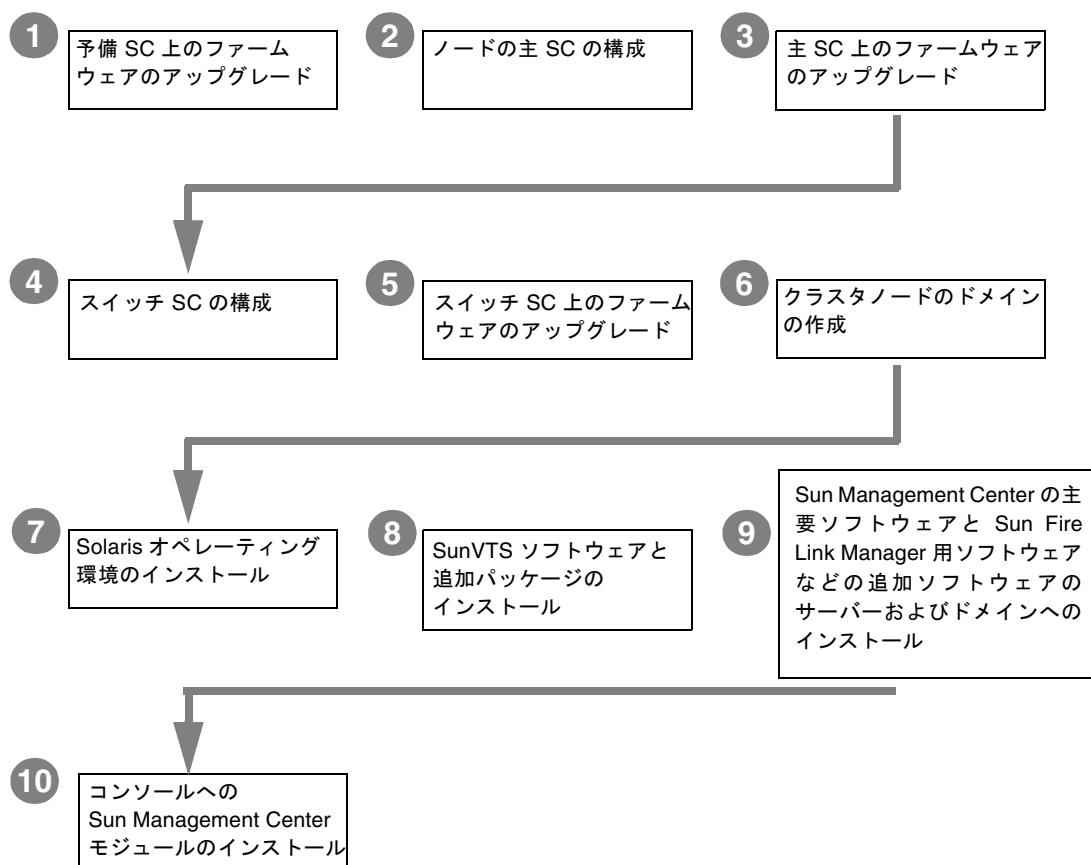 1
予備 SC 上のファーム
ウェアのアップグレード
2
ノードの主 SC の構成
3
主 SC 上のファームウェア
のアップグレード
4
スイッチ SC の構成
5
スイッチ SC 上のファーム
ウェアのアップグレード
6
クラスタノードのドメイン
の作成
7
Solaris オペレーティング
環境のインストール
8
SunVTS ソフトウェアと
追加パッケージの
インストール
9
Sun Management Center の主
要ソフトウェアと Sun Fire
Link Manager 用ソフトウェア
などの追加ソフトウェアの
サーバーおよびドメインへの
インストール
10
コンソールへの
Sun Management Center
モジュールのインストール